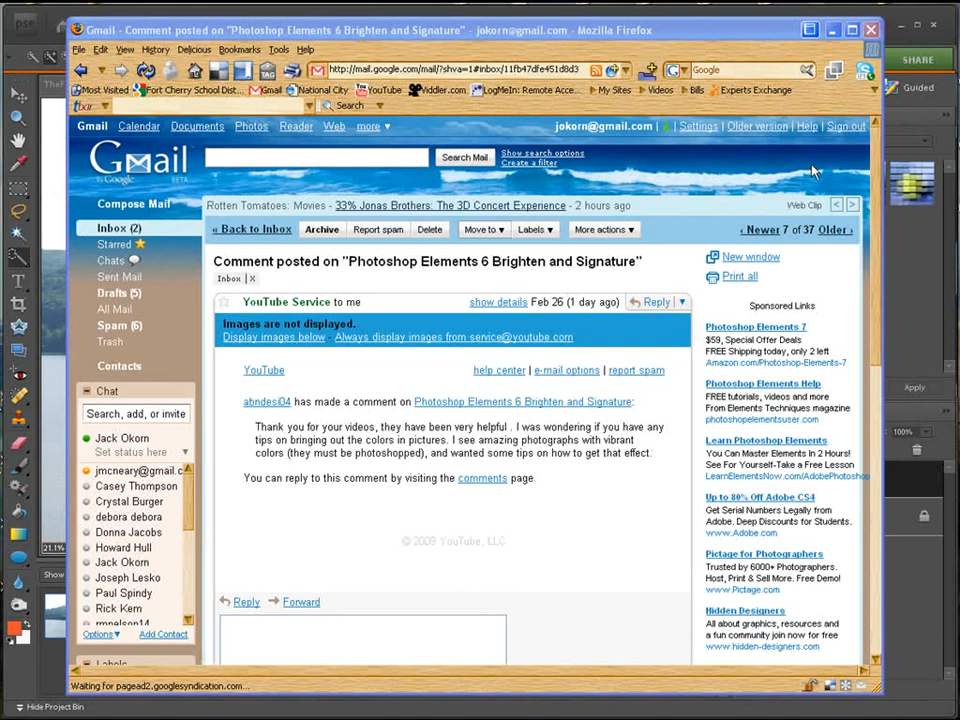 Gmail - Comment posted on "Photoshop Elements 6 Brighten and Signature" - jokorn@gmail.com - Mozilla Firefox
File Edit View History Delicious Bookmarks Tools Help
TAG http://mail.google.com/mail/?shva=1#inbox/11fb47dfe451d8d3 Google
Most Visited Fort Cherry School Dist... Gmail National City YouTube Viddler.com LogMeIn: Remote Acce... My Sites Videos Bills Experts Exchange
tbar Search
SHARE
Guided
Gmail Calendar Documents Photos Reader Web more ▾ jokorn@gmail.com | Settings | Older version | Help | Sign out
Gmail by Google BETA
Search Mail
Show search options
Create a filter
Compose Mail
Rotten Tomatoes: Movies - 33% Jonas Brothers: The 3D Concert Experience - 2 hours ago Web Clip < >
Inbox (2)
Starred
Chats
Sent Mail
Drafts (5)
All Mail
Spam (6)
Trash
Contacts
« Back to Inbox Archive Report spam Delete Move to ▾ Labels ▾ More actions ▾ ‹ Newer 7 of 37 Older ›
Comment posted on "Photoshop Elements 6 Brighten and Signature"
Inbox | X
New window
Print all
YouTube Service to me show details Feb 26 (1 day ago) Reply ▾
Images are not displayed.
Display images below - Always display images from service@youtube.com
YouTube help center | e-mail options | report spam
abndesi04 has made a comment on Photoshop Elements 6 Brighten and Signature:
Thank you for your videos, they have been very helpful . I was wondering if you have any
tips on bringing out the colors in pictures. I see amazing photographs with vibrant
colors (they must be photoshopped), and wanted some tips on how to get that effect.
You can reply to this comment by visiting the comments page.
© 2009 YouTube, LLC
Reply Forward
Chat
Search, add, or invite
Jack Okorn
Set status here
jmcneary@gmail.c
Casey Thompson
Crystal Burger
debora debora
Donna Jacobs
Howard Hull
Jack Okorn
Joseph Lesko
Paul Spindy
Rick Kem
mnelson14
Options ▾ Add Contact
Labels
Sponsored Links
Photoshop Elements 7
$59, Special Offer Deals
FREE Shipping today, only 2 left
Amazon.com/Photoshop-Elements-7
Photoshop Elements Help
FREE tutorials, videos and more
From Elements Techniques magazine
photoshopelementsuser.com
Learn Photoshop Elements
You Can Master Elements In 2 Hours!
See For Yourself-Take a Free Lesson
LearnElementsNow.com/AdobePhotoshop
Up to 80% Off Adobe CS4
Get Serial Numbers Legally from
Adobe. Deep Discounts for Students.
www.Adobe.com
Pictage for Photographers
Trusted by 6000+ Photographers.
Host, Print & Sell More. Free Demo!
www.Pictage.com
Hidden Designers
All about graphics, resources and
a fun community join now for free
www.hidden-designers.com
Apply
100%
21.1%
Show
Waiting for pagead2.googlesyndication.com...
Hide Project Bin